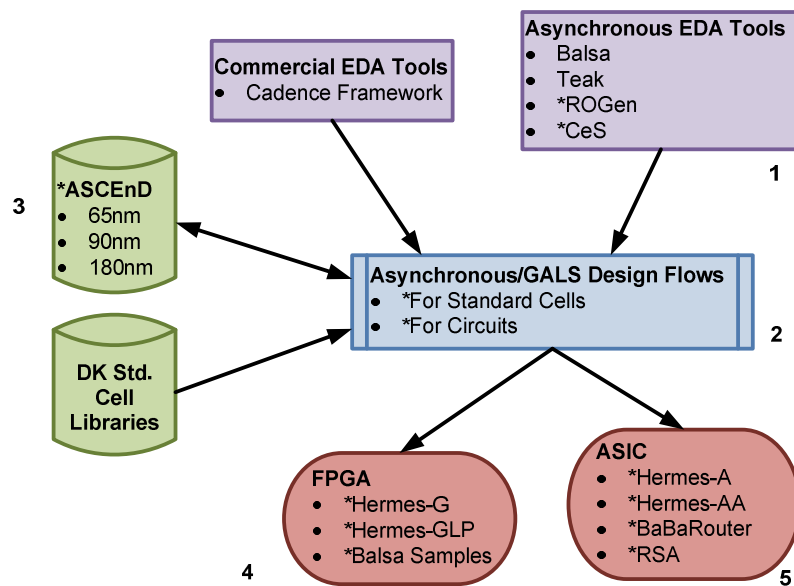 Commercial EDA Tools
• Cadence Framework
Asynchronous EDA Tools
• Balsa
• Teak
• *ROGen
• *CeS
1
3
*ASCEnD
• 65nm
• 90nm
• 180nm
Asynchronous/GALS Design Flows
• *For Standard Cells
• *For Circuits
2
DK Std.
Cell
Libraries
FPGA
• *Hermes-G
• *Hermes-GLP
• *Balsa Samples
4
ASIC
• *Hermes-A
• *Hermes-AA
• *BaBaRouter
• *RSA
5